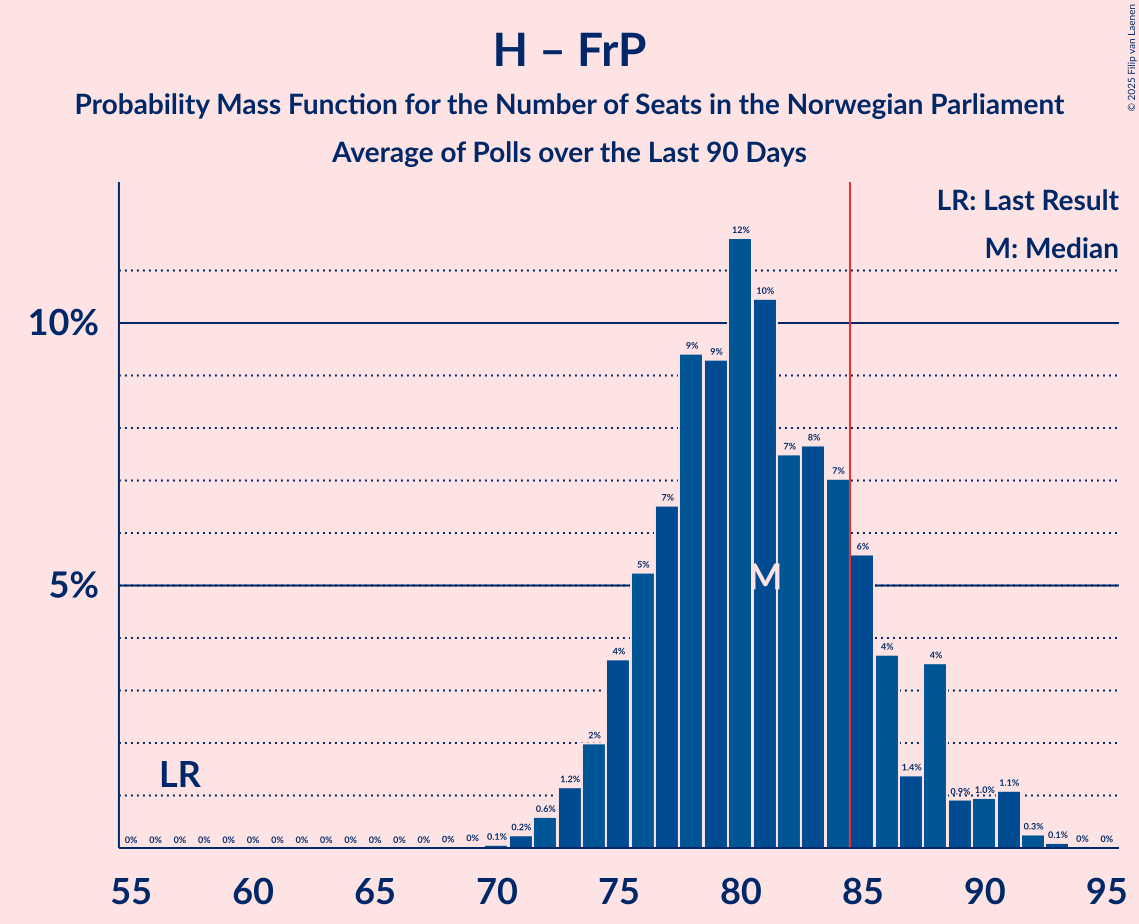 H – FrP
Probability Mass Function for the Number of Seats in the Norwegian Parliament
Average of Polls over the Last 90 Days
© 2025 Filip van Laenen
LR: Last Result
M: Median
10%
5%
0% 0% 0% 0% 0% 0% 0% 0% 0% 0% 0% 0% 0% 0% 0% 0.1% 0.2% 0.6% 1.2% 2% 4% 5% 7% 9% 9% 12% 10% 7% 8% 7% 6% 4% 1.4% 4% 0.9% 1.0% 1.1% 0.3% 0.1% 0% 0%
M
LR
55 60 65 70 75 80 85 90 95